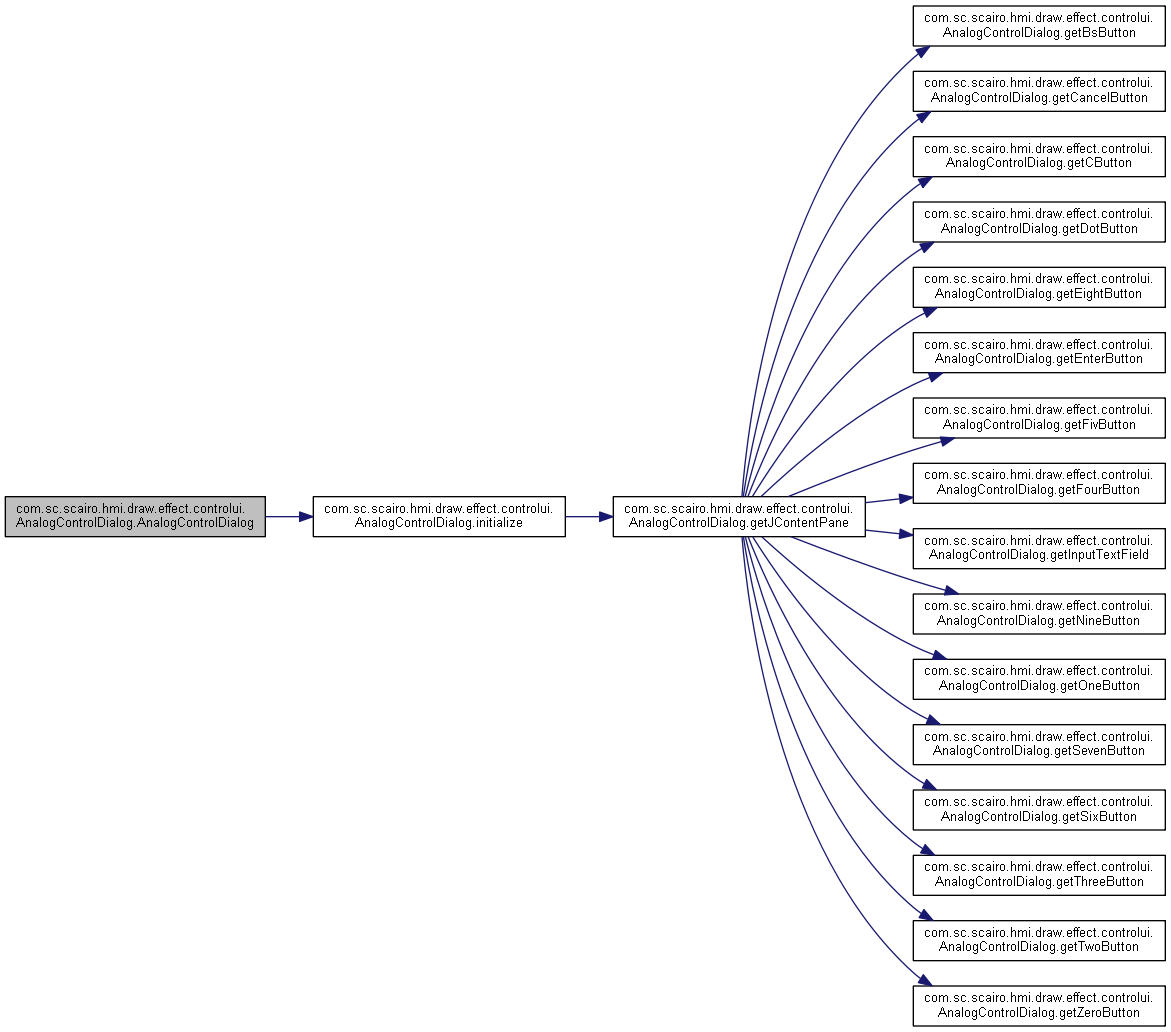 com.sc.scairo.hmi.draw.effect.controlui.
AnalogControlDialog.AnalogControlDialog
com.sc.scairo.hmi.draw.effect.controlui.
AnalogControlDialog.initialize
com.sc.scairo.hmi.draw.effect.controlui.
AnalogControlDialog.getJContentPane
com.sc.scairo.hmi.draw.effect.controlui.
AnalogControlDialog.getBsButton
com.sc.scairo.hmi.draw.effect.controlui.
AnalogControlDialog.getCancelButton
com.sc.scairo.hmi.draw.effect.controlui.
AnalogControlDialog.getCButton
com.sc.scairo.hmi.draw.effect.controlui.
AnalogControlDialog.getDotButton
com.sc.scairo.hmi.draw.effect.controlui.
AnalogControlDialog.getEightButton
com.sc.scairo.hmi.draw.effect.controlui.
AnalogControlDialog.getEnterButton
com.sc.scairo.hmi.draw.effect.controlui.
AnalogControlDialog.getFivButton
com.sc.scairo.hmi.draw.effect.controlui.
AnalogControlDialog.getFourButton
com.sc.scairo.hmi.draw.effect.controlui.
AnalogControlDialog.getInputTextField
com.sc.scairo.hmi.draw.effect.controlui.
AnalogControlDialog.getNineButton
com.sc.scairo.hmi.draw.effect.controlui.
AnalogControlDialog.getOneButton
com.sc.scairo.hmi.draw.effect.controlui.
AnalogControlDialog.getSevenButton
com.sc.scairo.hmi.draw.effect.controlui.
AnalogControlDialog.getSixButton
com.sc.scairo.hmi.draw.effect.controlui.
AnalogControlDialog.getThreeButton
com.sc.scairo.hmi.draw.effect.controlui.
AnalogControlDialog.getTwoButton
com.sc.scairo.hmi.draw.effect.controlui.
AnalogControlDialog.getZeroButton